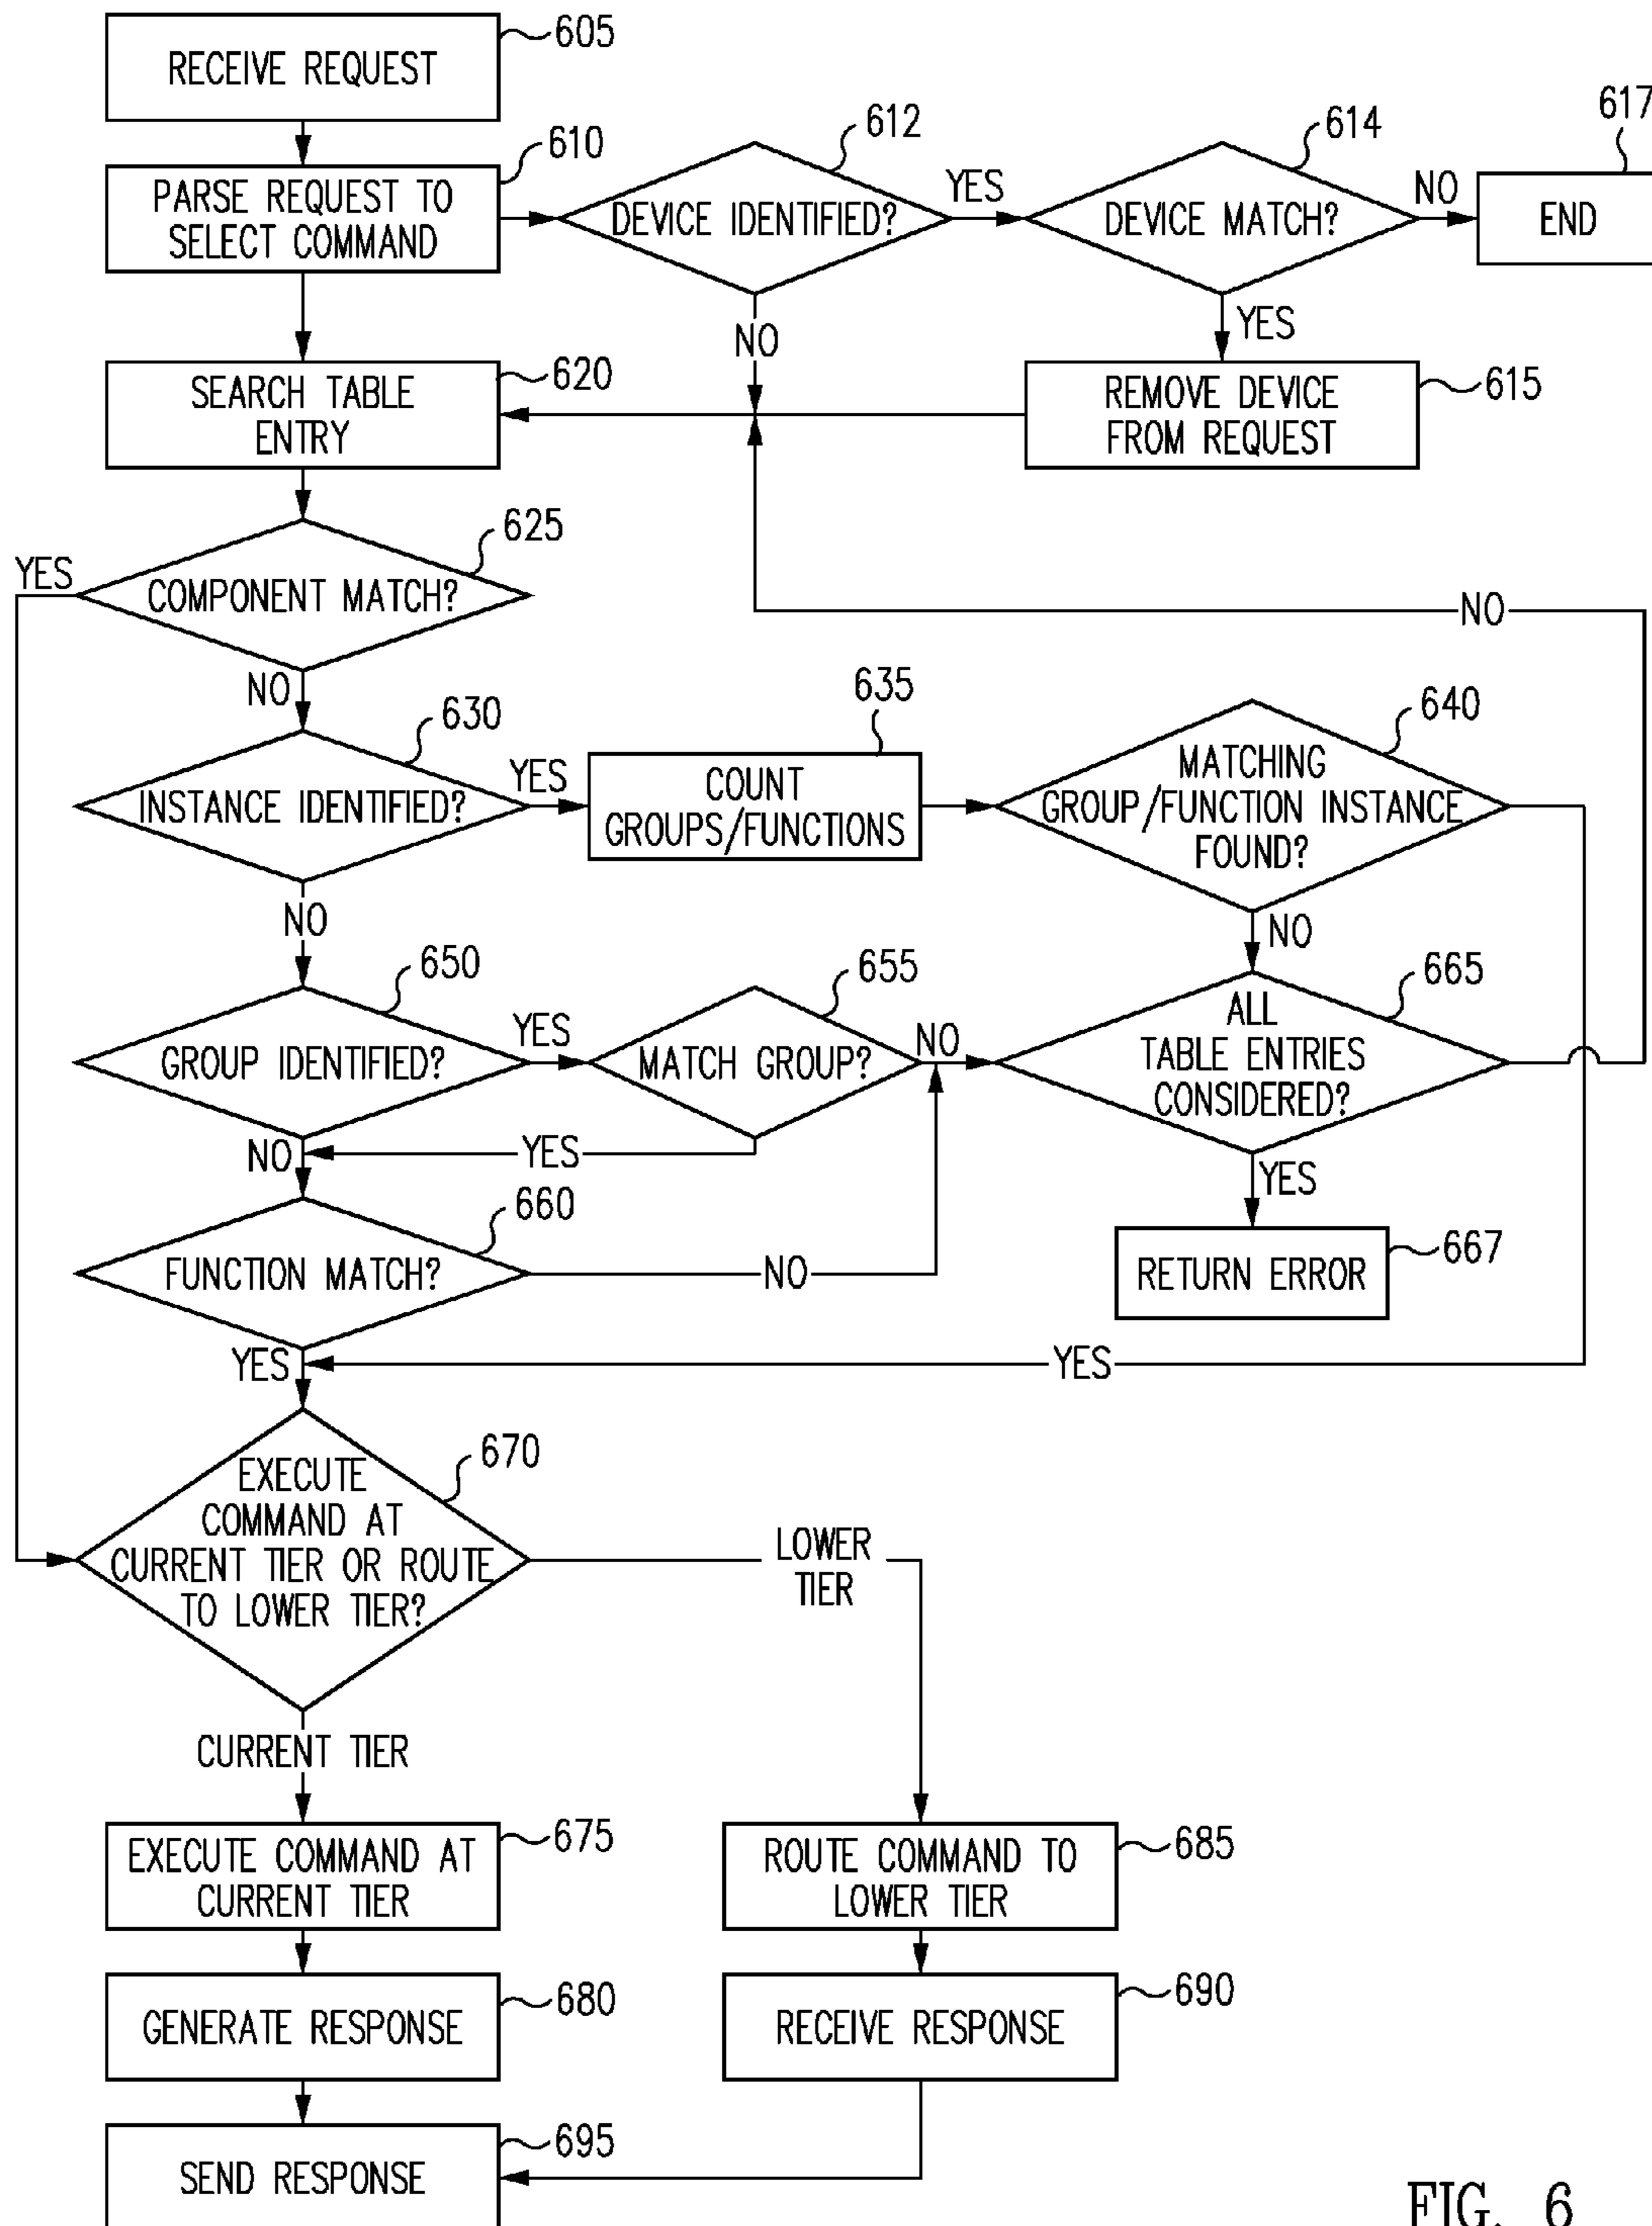 605
RECEIVE REQUEST
610
PARSE REQUEST TO
SELECT COMMAND
612
DEVICE IDENTIFIED?
YES
NO
614
DEVICE MATCH?
NO
YES
617
END
620
SEARCH TABLE
ENTRY
615
REMOVE DEVICE
FROM REQUEST
625
YES
COMPONENT MATCH?
NO
NO
630
INSTANCE IDENTIFIED?
YES
NO
635
COUNT
GROUPS/FUNCTIONS
640
MATCHING
GROUP/FUNCTION INSTANCE
FOUND?
NO
650
GROUP IDENTIFIED?
YES
NO
655
MATCH GROUP?
NO
YES
665
ALL
TABLE ENTRIES
CONSIDERED?
YES
660
FUNCTION MATCH?
NO
YES
667
RETURN ERROR
YES
670
EXECUTE
COMMAND AT
CURRENT TIER OR ROUTE
TO LOWER TIER?
LOWER
TIER
CURRENT TIER
675
EXECUTE COMMAND AT
CURRENT TIER
685
ROUTE COMMAND TO
LOWER TIER
680
GENERATE RESPONSE
690
RECEIVE RESPONSE
695
SEND RESPONSE
FIG. 6